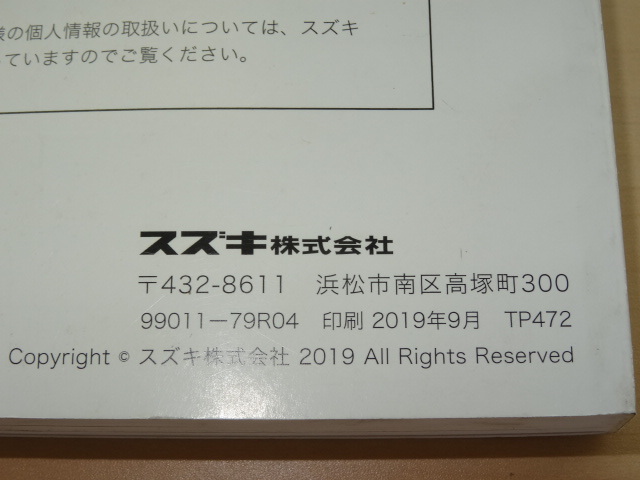 様の個人情報の取扱いについては、スズキ
っていますのでご覧ください。
スズキ株式会社
〒432-8611 浜松市南区高塚町300
99011-79R04 印刷 2019年9月 TP472
Copyright © スズキ株式会社 2019 All Rights Reserved